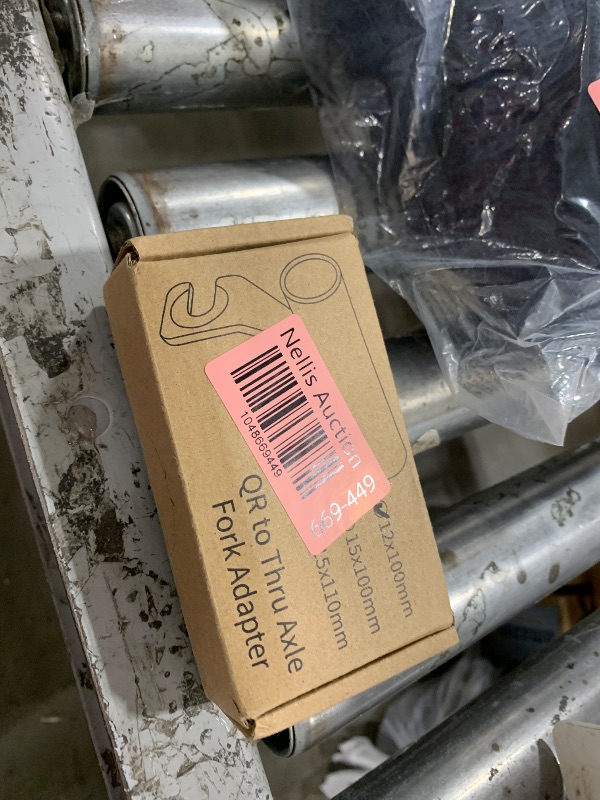 Nellis Auction
1048669449
669-449
QR to Thru Axle
Fork Adapter
12x100mm
15x100mm
5x110mm